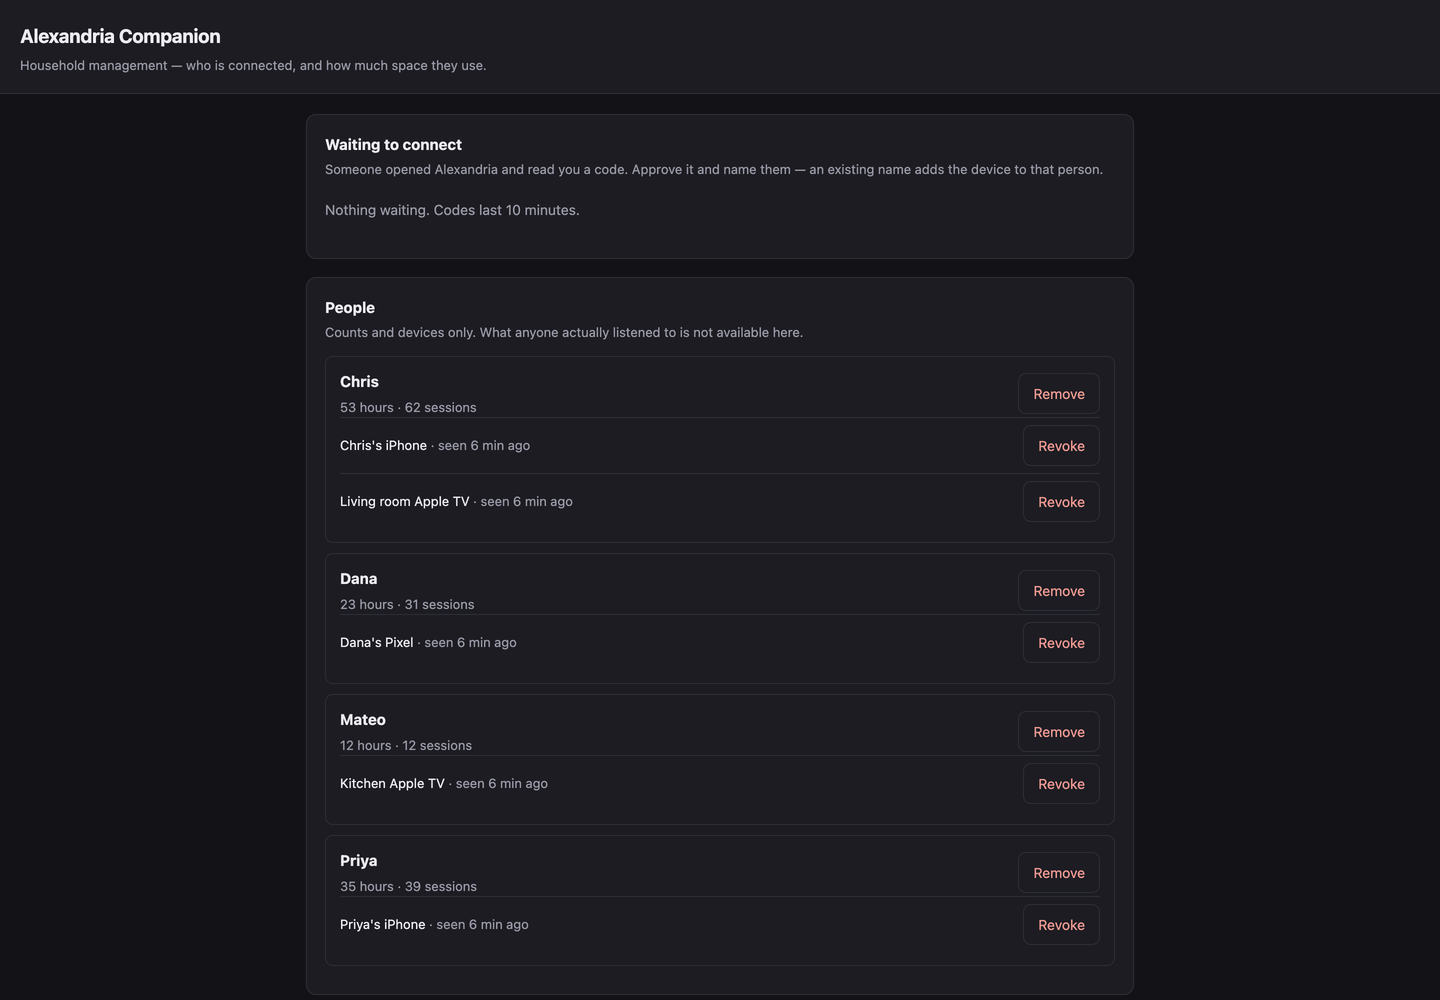 Alexandria Companion
Household management — who is connected, and how much space they use.
Waiting to connect
Someone opened Alexandria and read you a code. Approve it and name them — an existing name adds the device to that person.
Nothing waiting. Codes last 10 minutes.
People
Counts and devices only. What anyone actually listened to is not available here.
Chris
53 hours · 62 sessions
Remove
Chris's iPhone · seen 6 min ago
Revoke
Living room Apple TV · seen 6 min ago
Revoke
Dana
23 hours · 31 sessions
Remove
Dana's Pixel · seen 6 min ago
Revoke
Mateo
12 hours · 12 sessions
Remove
Kitchen Apple TV · seen 6 min ago
Revoke
Priya
35 hours · 39 sessions
Remove
Priya's iPhone · seen 6 min ago
Revoke